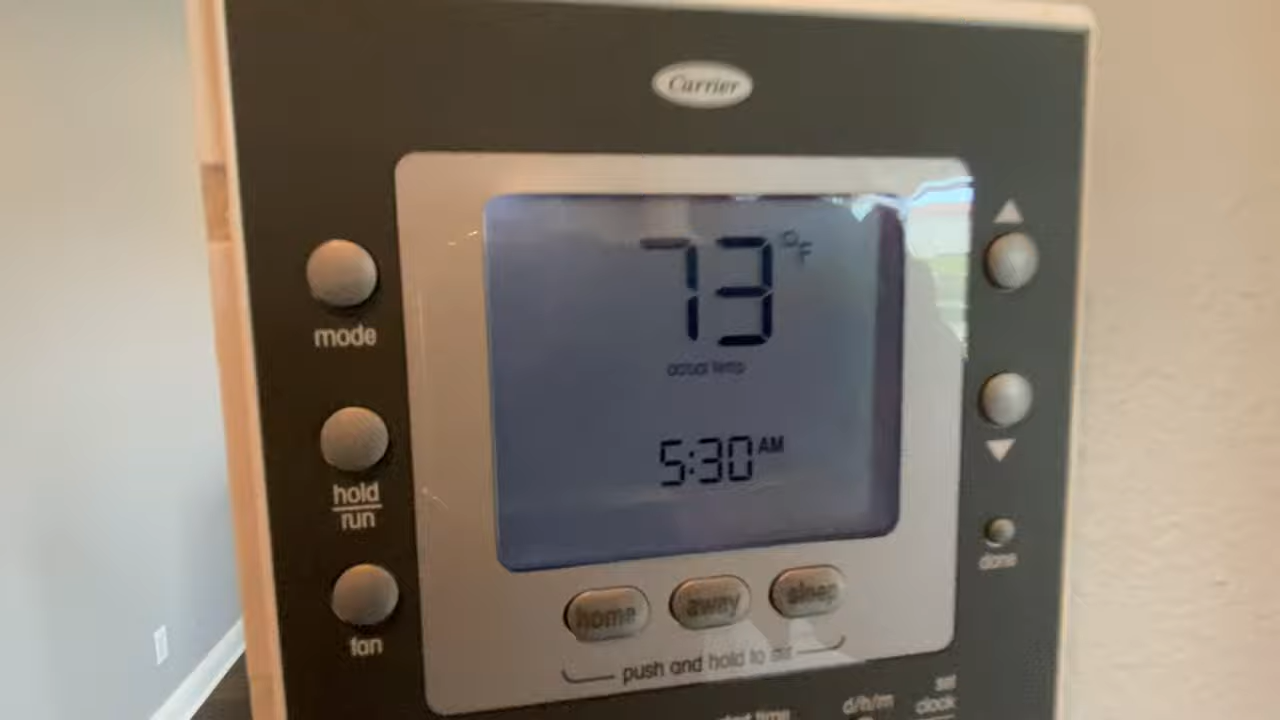 Carrier
73 °F
actual temp
5:30 AM
mode
hold
run
fan
done
home away sleep
push and hold to set
time
d/h/m
set
clock